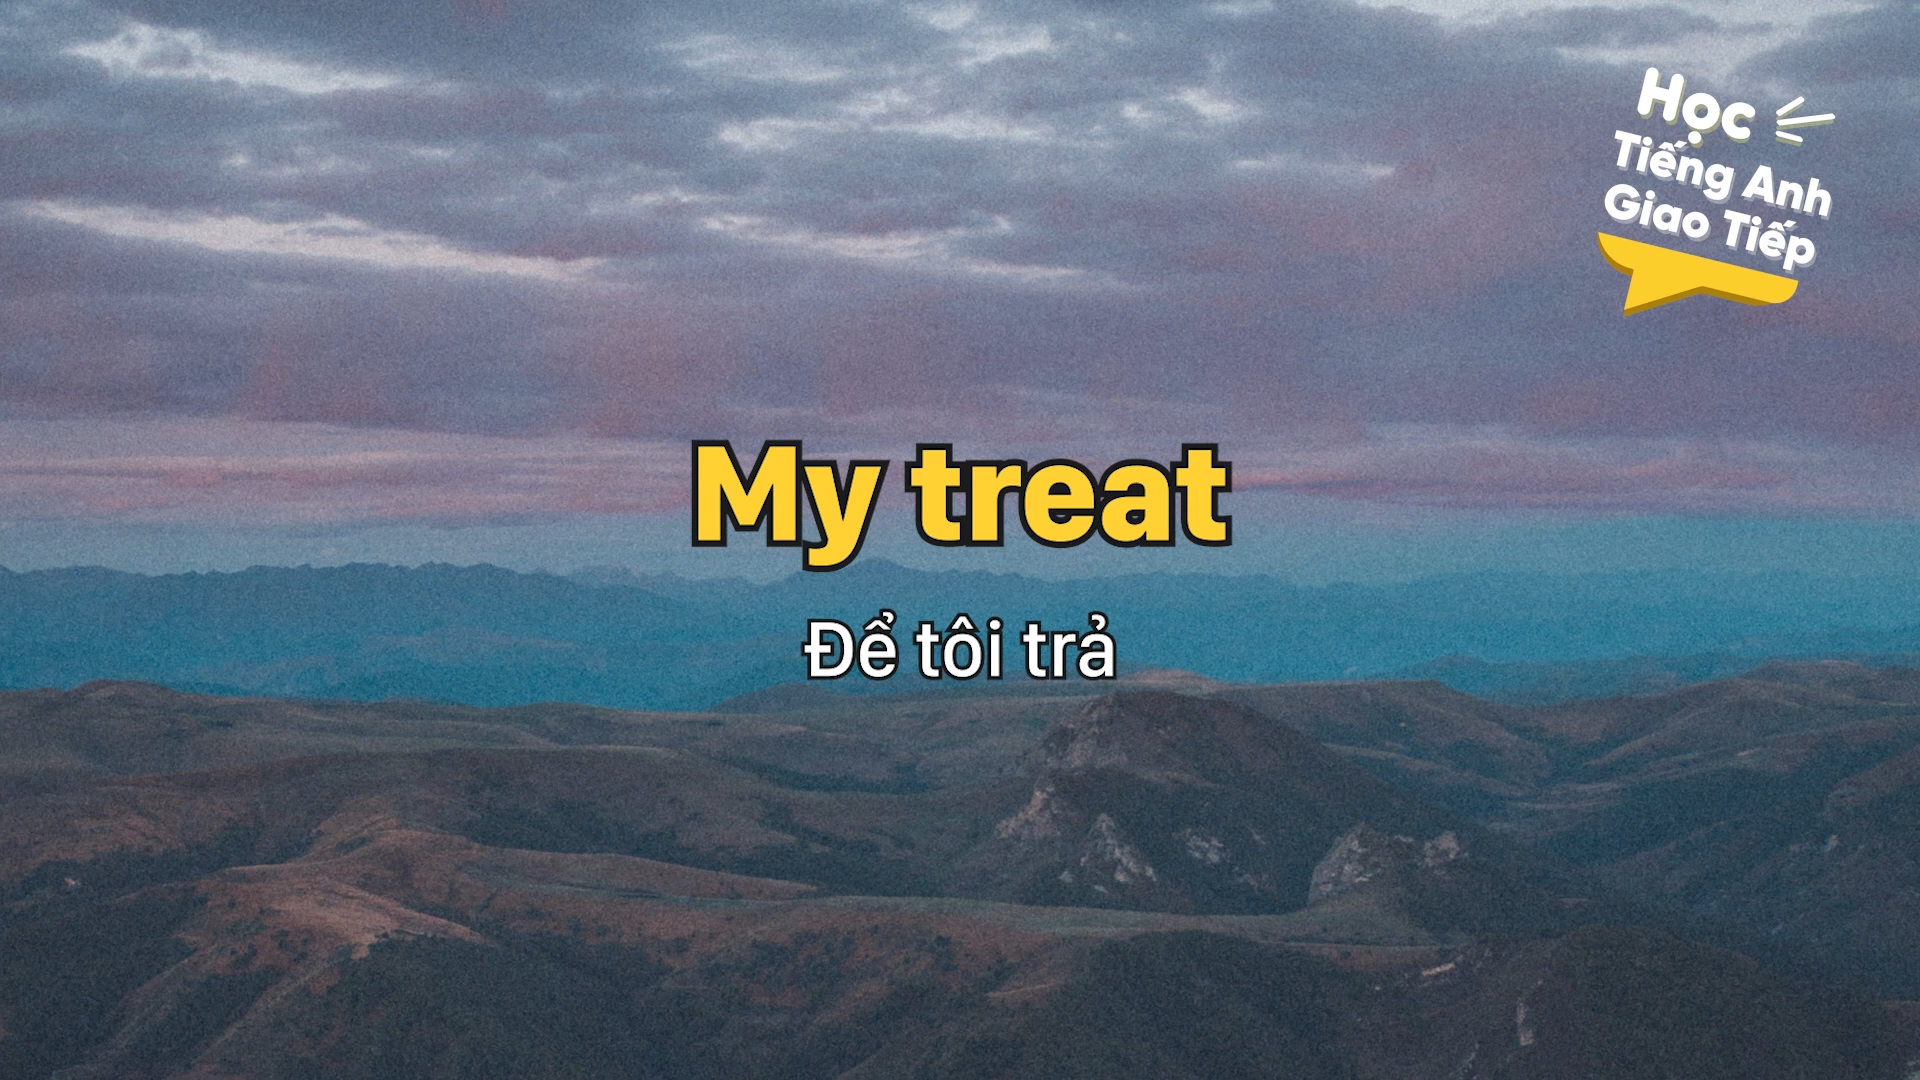 Học
Tiếng Anh
Giao Tiếp
My treat
Để tôi trả